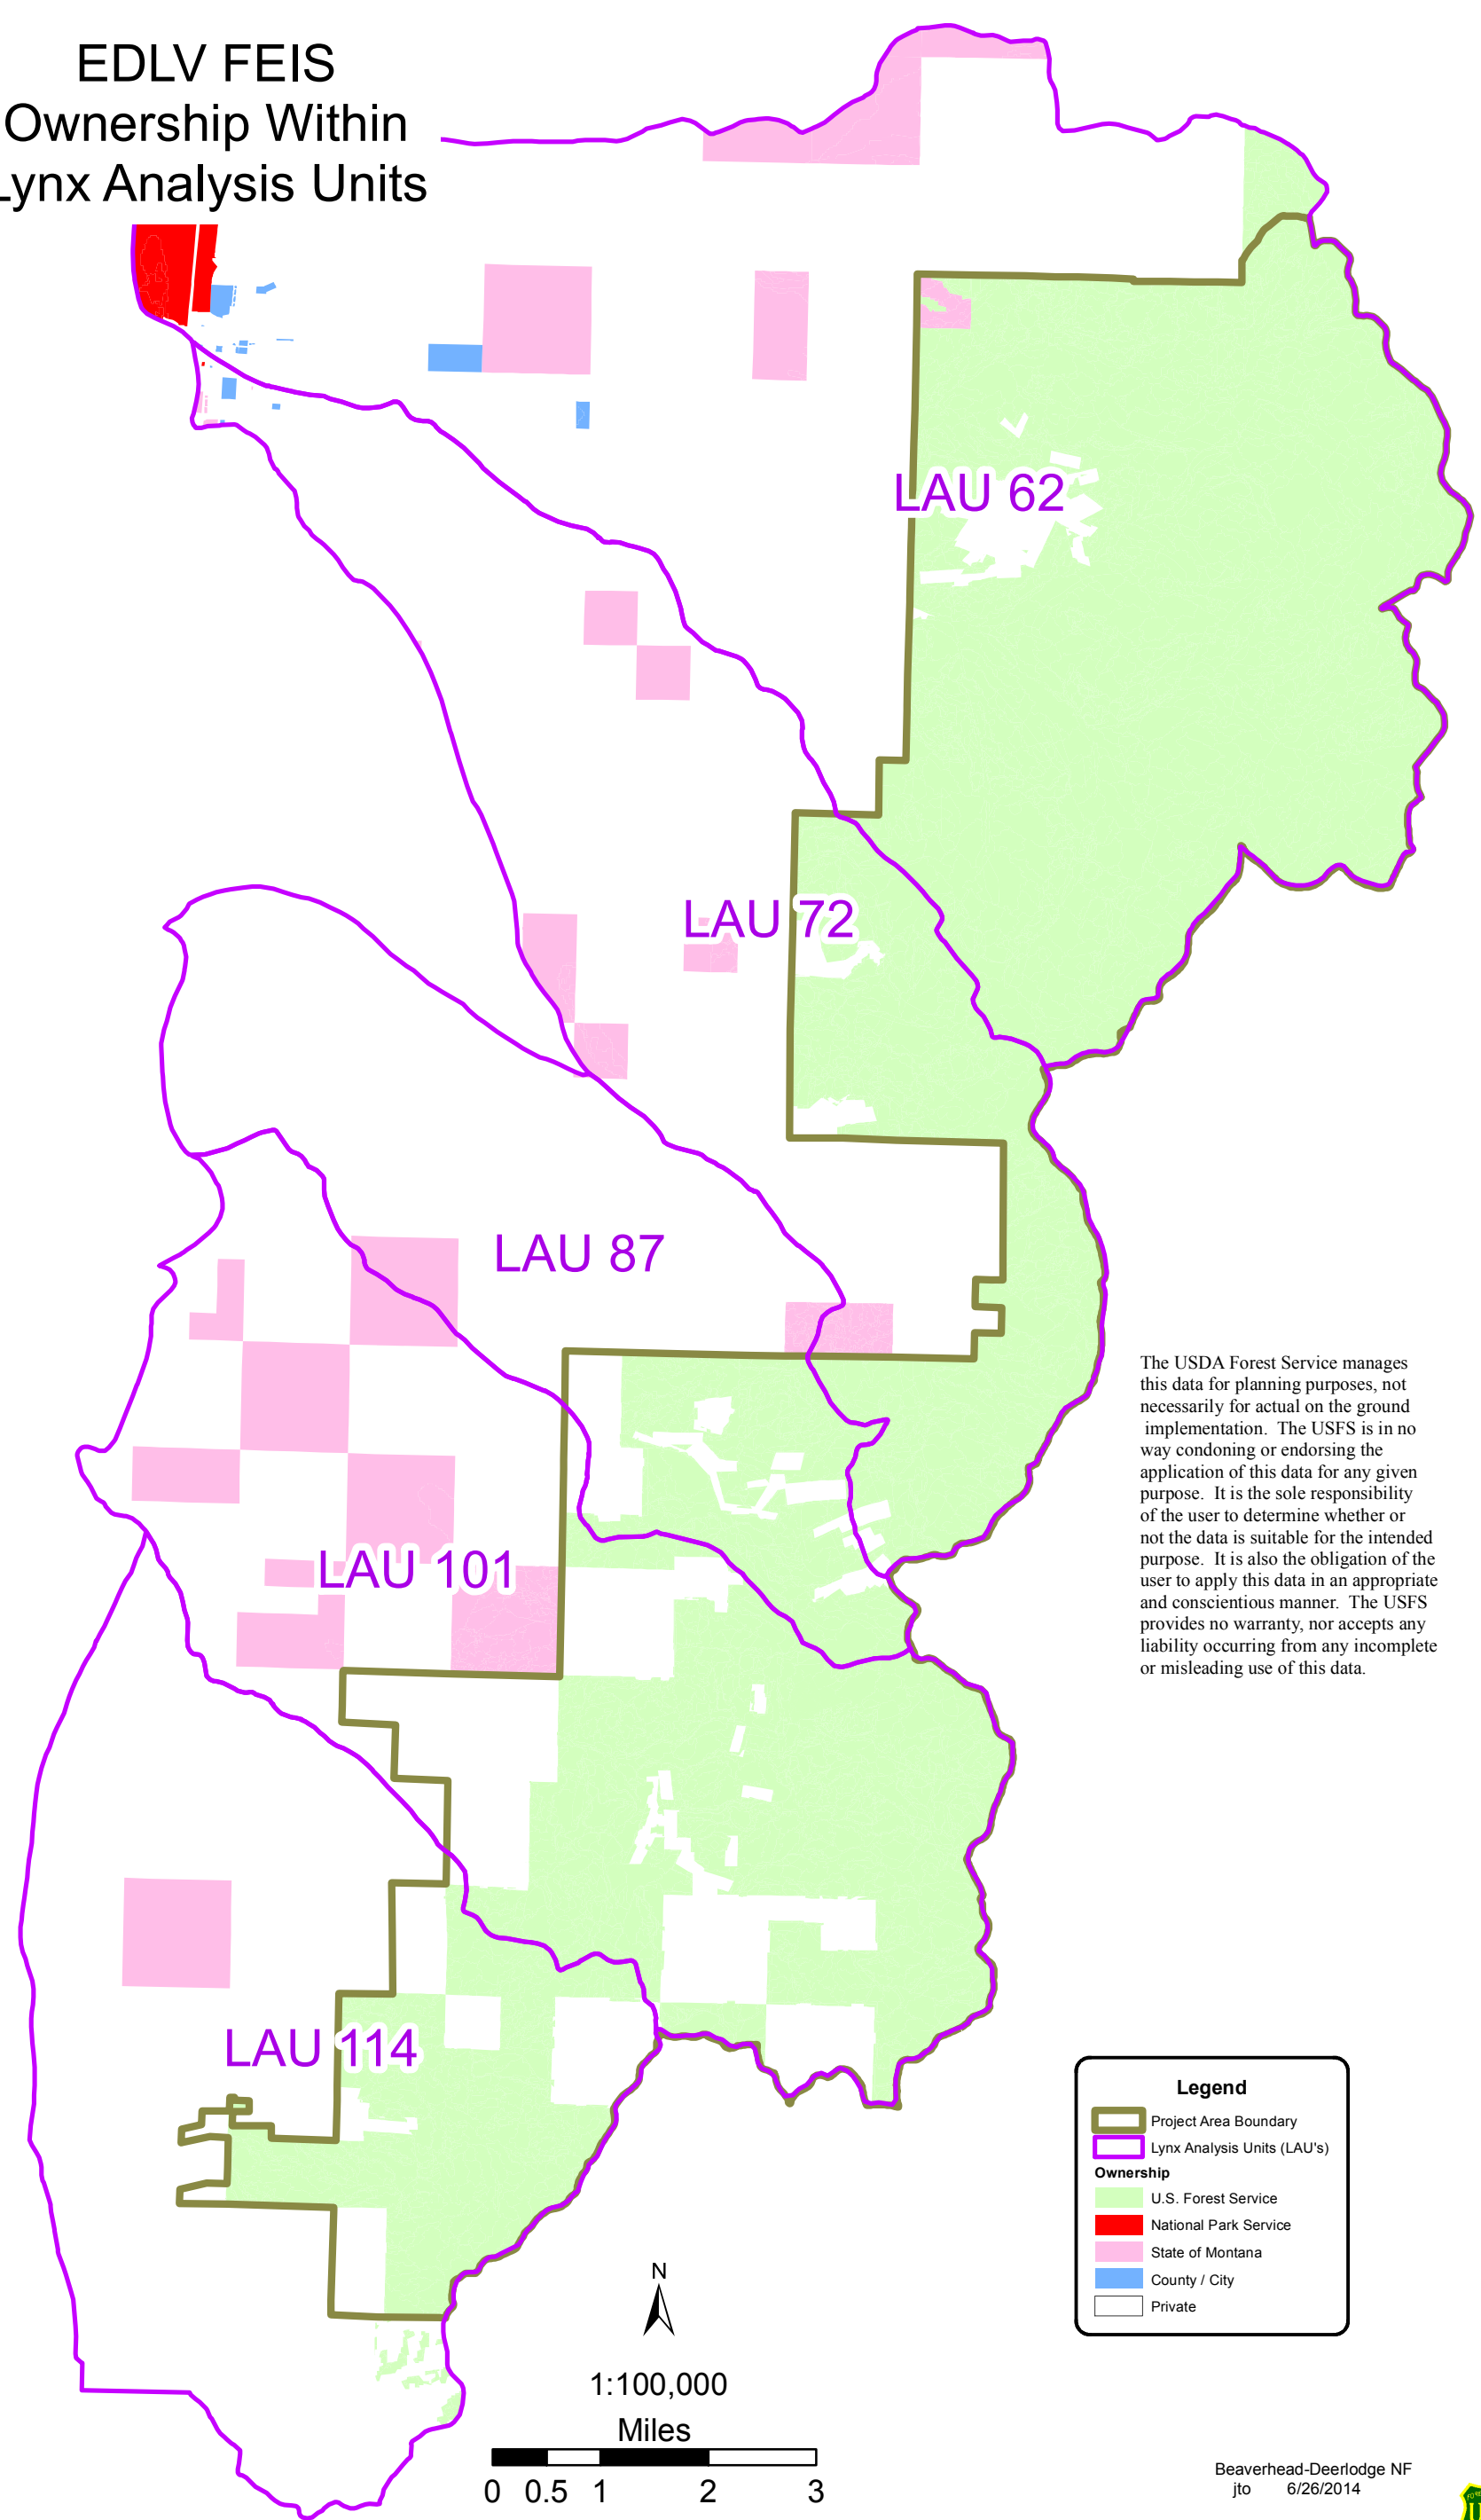 EDLV FEIS
Ownership Within
Lynx Analysis Units
LAU 62
LAU 72
LAU 87
LAU 101
LAU 114
The USDA Forest Service manages
this data for planning purposes, not
necessarily for actual on the ground
implementation. The USFS is in no
way condoning or endorsing the
application of this data for any given
purpose. It is the sole responsibility
of the user to determine whether or
not the data is suitable for the intended
purpose. It is also the obligation of the
user to apply this data in an appropriate
and conscientious manner. The USFS
provides no warranty, nor accepts any
liability occurring from any incomplete
or misleading use of this data.
Legend
Project Area Boundary
Lynx Analysis Units (LAU's)
Ownership
U.S. Forest Service
National Park Service
State of Montana
County / City
Private
N
1:100,000
Miles
0 0.5 1 2 3
Beaverhead-Deerlodge NF
jto 6/26/2014